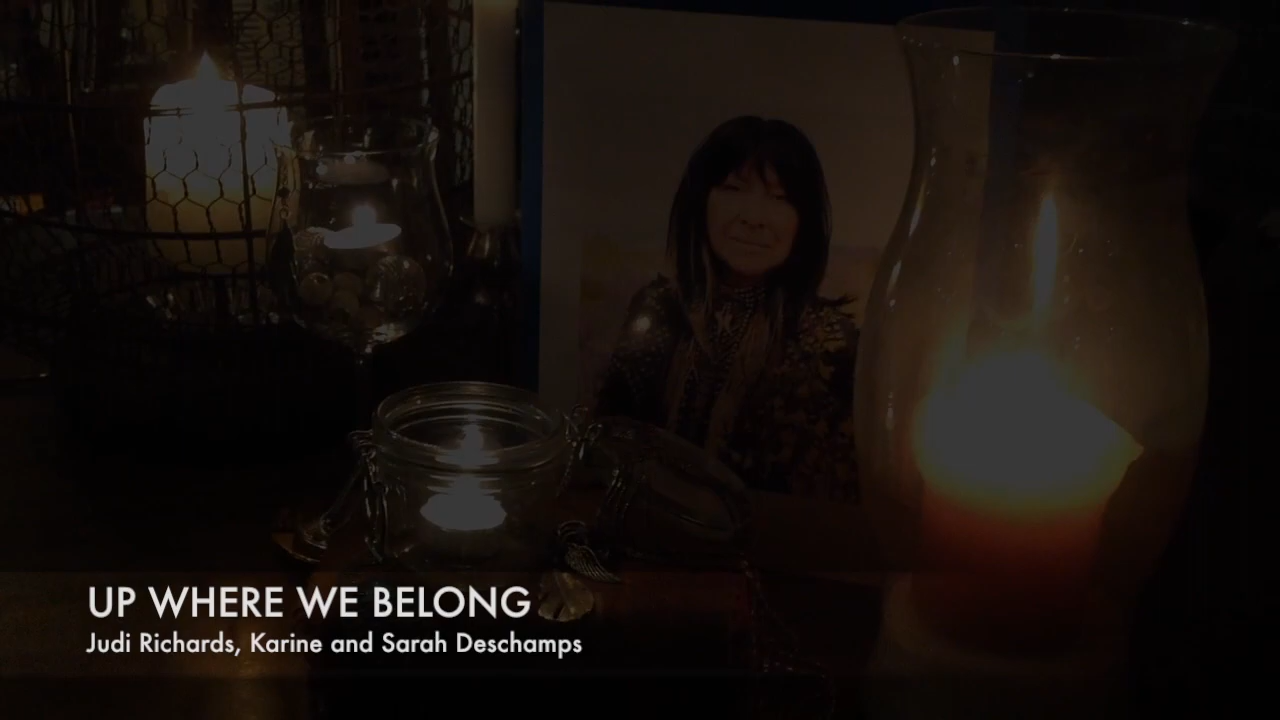 UP WHERE WE BELONG
Judi Richards, Karine and Sarah Deschamps